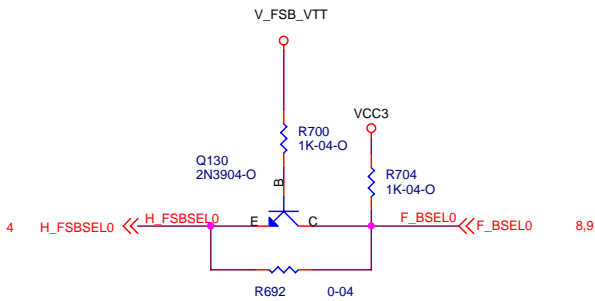 V_FSB_VTT
VCC3
R700
1K-04-O
Q130
2N3904-O
R704
1K-04-O
B
4 H_FSBSEL0 H_FSBSEL0 E C F_BSEL0 F_BSEL0 8,9
R692 0-04